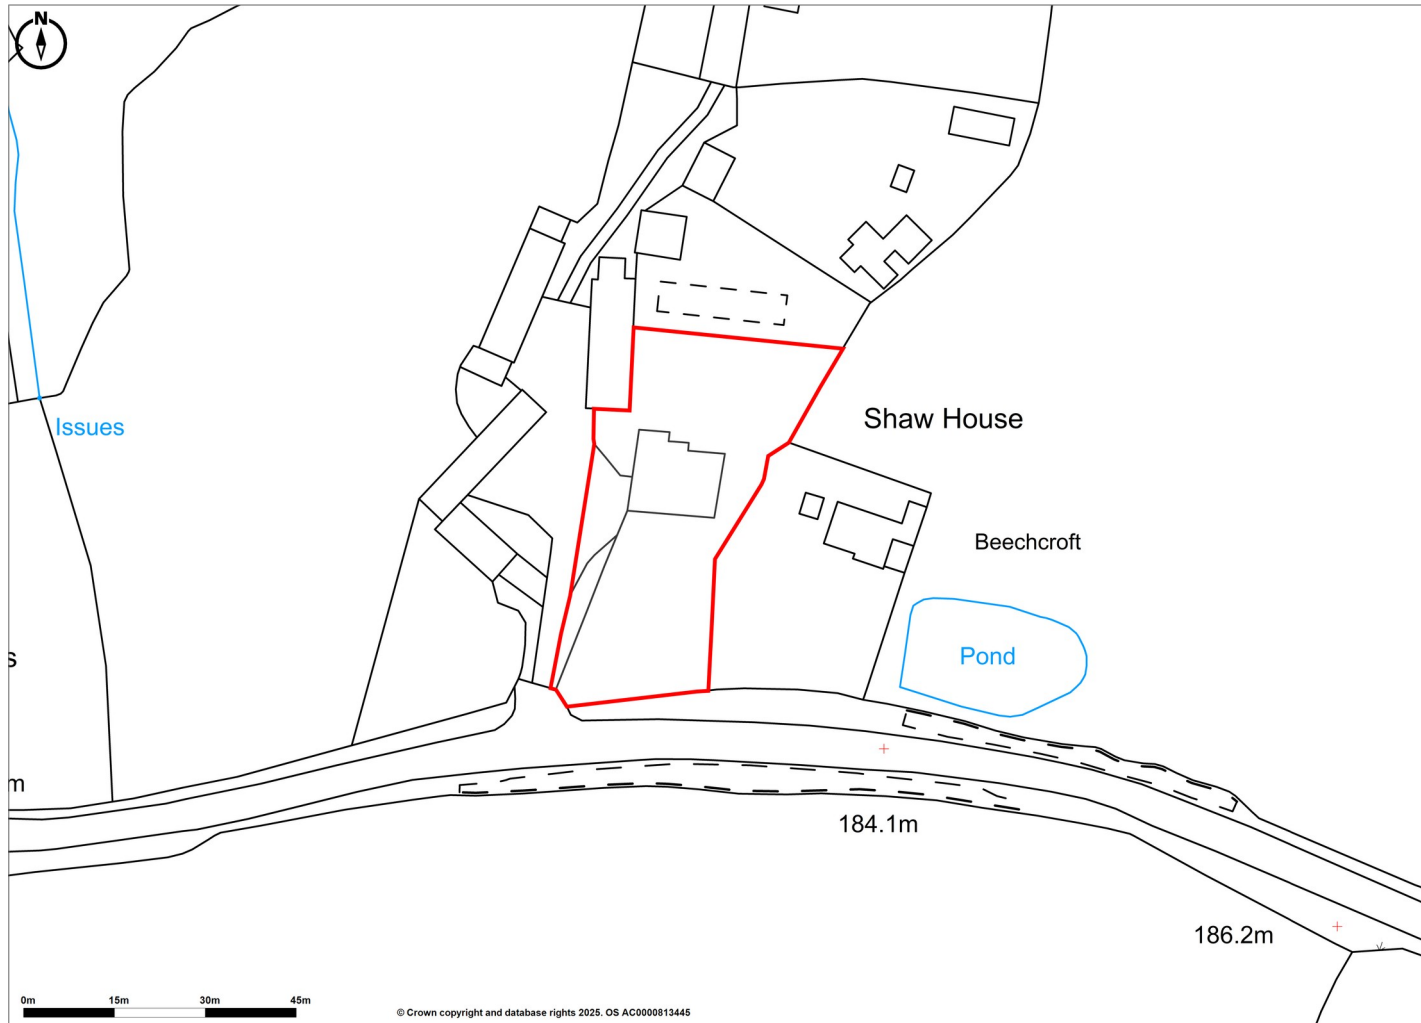 N
Issues
Shaw House
Beechcroft
Pond
s
m
184.1m
186.2m
0m 15m 30m 45m
© Crown copyright and database rights 2025. OS AC0000813445